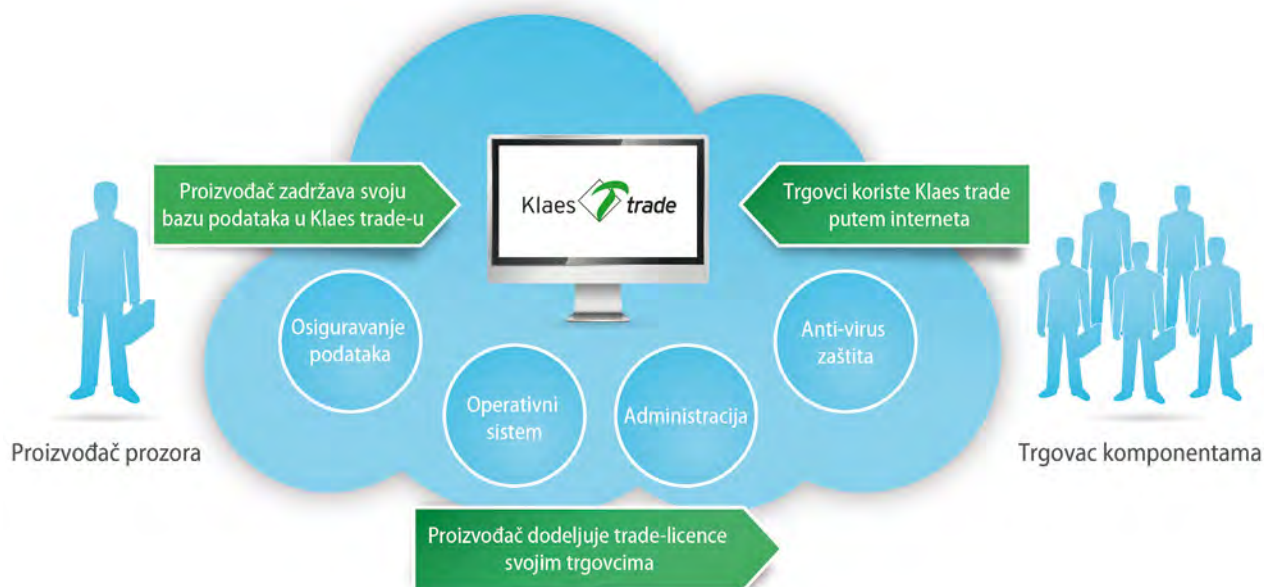 Proizvođač zadržava svoju
bazu podataka u Klaes trade-u
Klaes trade
Trgovci koriste Klaes trade
putem interneta
Osiguravanje
podataka
Operativni
sistem
Administracija
Anti-virus
zaštita
Proizvođač prozora
Trgovac komponentama
Proizvođač dodeljuje trade-licence
svojim trgovcima